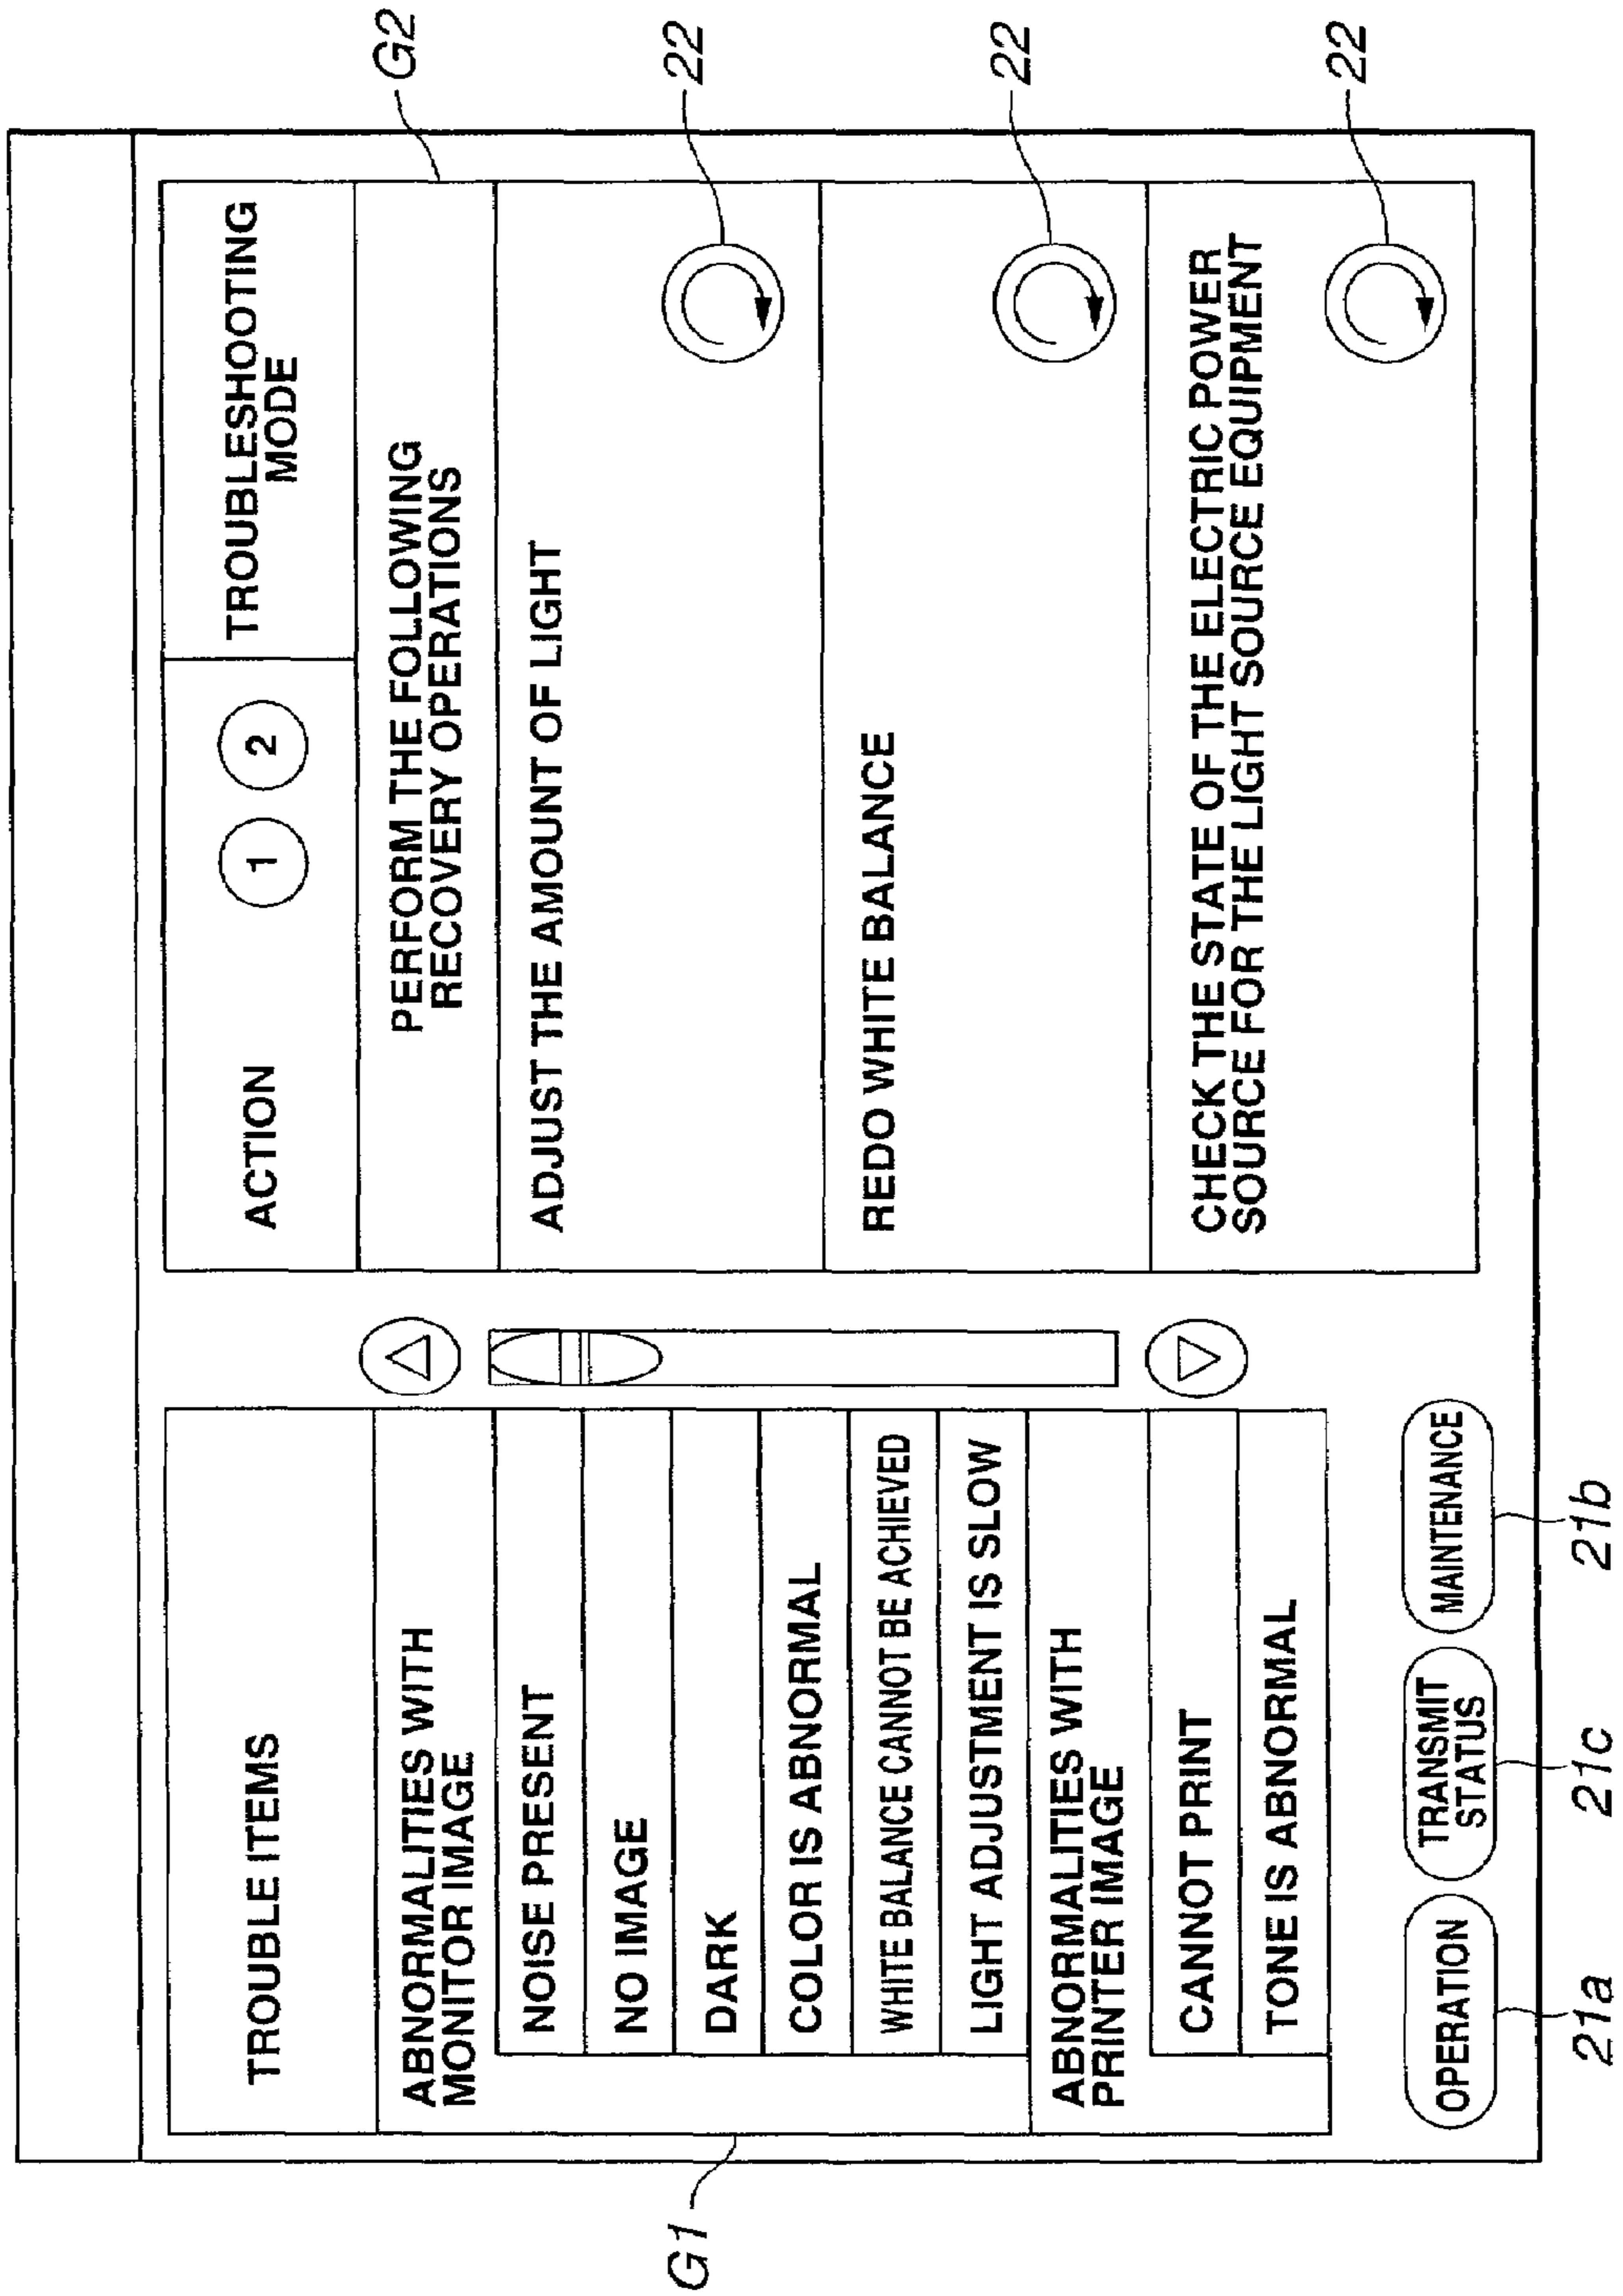 TROUBLE ITEMS
ABNORMALITIES WITH
MONITOR IMAGE
NOISE PRESENT
NO IMAGE
DARK
COLOR IS ABNORMAL
WHITE BALANCE CANNOT BE ACHIEVED
LIGHT ADJUSTMENT IS SLOW
ABNORMALITIES WITH
PRINTER IMAGE
CANNOT PRINT
TONE IS ABNORMAL
G1
ACTION 1 2
TROUBLESHOOTING
MODE
PERFORM THE FOLLOWING
RECOVERY OPERATIONS
G2
ADJUST THE AMOUNT OF LIGHT
22
REDO WHITE BALANCE
22
CHECK THE STATE OF THE ELECTRIC POWER
SOURCE FOR THE LIGHT SOURCE EQUIPMENT
22
OPERATION
TRANSMIT
STATUS
MAINTENANCE
21a
21c
21b